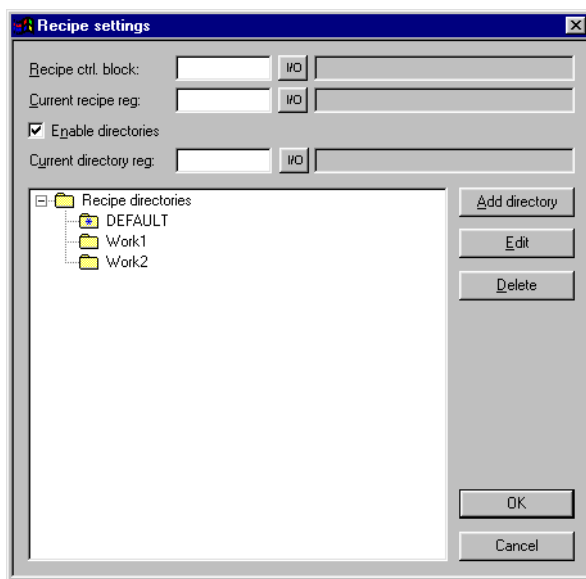 Recipe settings
Recipe ctrl. block: I/O
Current recipe reg: I/O
Enable directories
Current directory reg: I/O
Recipe directories
DEFAULT
Work1
Work2
Add directory
Edit
Delete
OK
Cancel